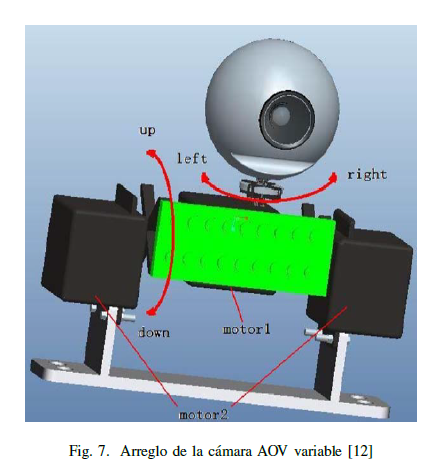 up
left
right
down
motor1
motor2
Fig. 7. Arreglo de la cámara AOV variable [12]